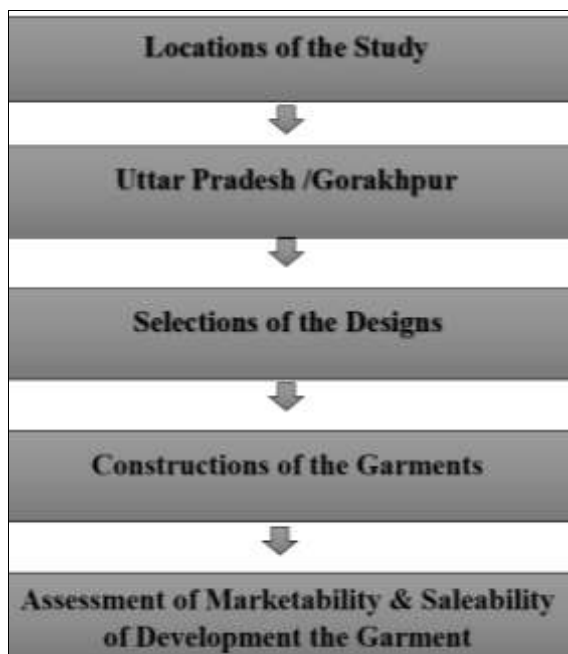 Locations of the Study
Uttar Pradesh /Gorakhpur
Selections of the Designs
Constructions of the Garments
Assessment of Marketability & Saleability
of Development the Garment